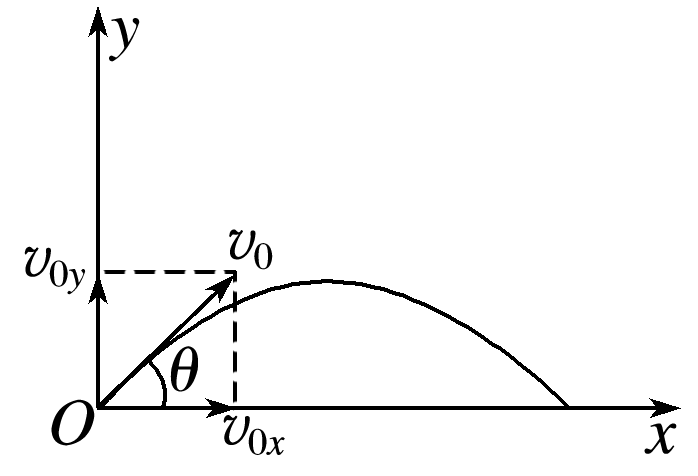 y
v₀y v₀
θ
O v₀x x